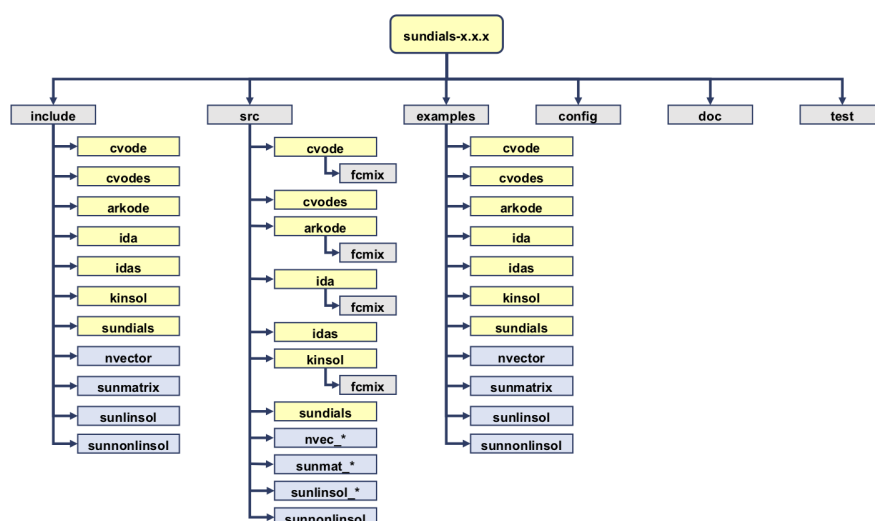 sundials-x.x.x
include
src
examples
config
doc
test
cvode
cvodes
arkode
ida
idas
kinsol
sundials
nvector
sunmatrix
sunlinsol
sunnonlinsol
cvode
fcmix
cvodes
arkode
fcmix
ida
fcmix
idas
kinsol
fcmix
sundials
nvec_*
sunmat_*
sunlinsol_*
sunnonlinsol
cvode
cvodes
arkode
ida
idas
kinsol
sundials
nvector
sunmatrix
sunlinsol
sunnonlinsol